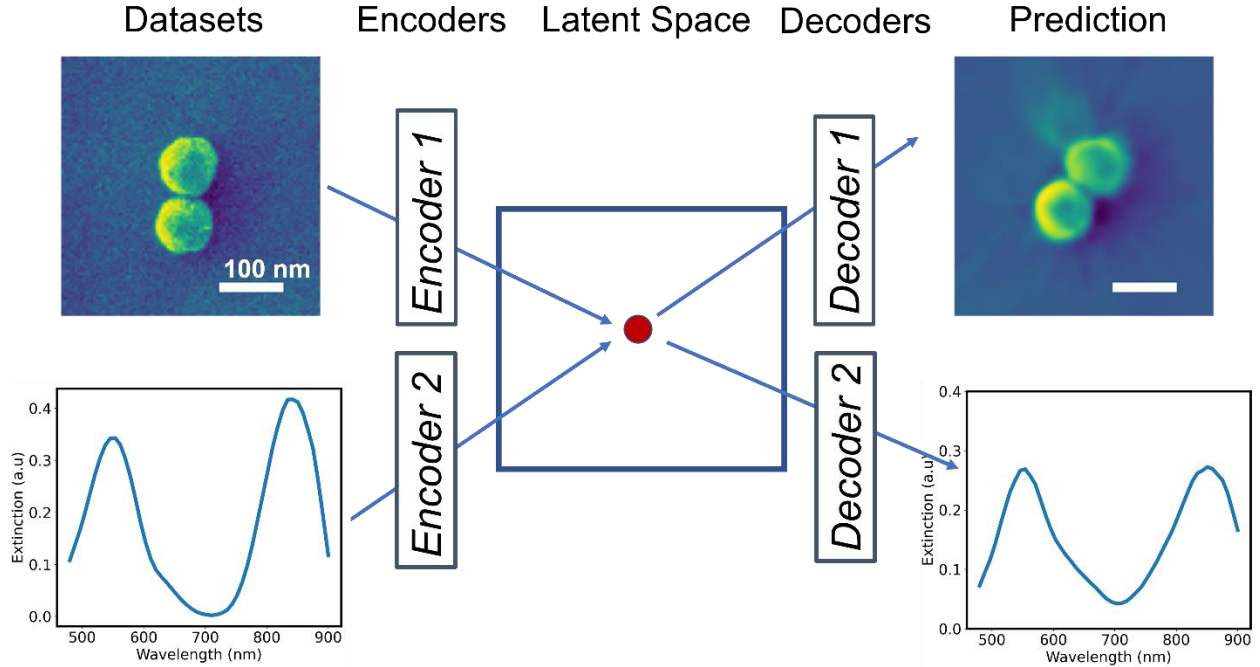 Datasets
Encoders
Latent Space
Decoders
Prediction
100 nm
Encoder 1
Decoder 1
Encoder 2
Decoder 2
0.4
0.3
0.2
0.1
0.0
Extinction (a.u)
500 600 700 800 900
Wavelength (nm)
0.4
0.3
0.2
0.1
0.0
Extinction (a.u)
500 600 700 800 900
Wavelength (nm)